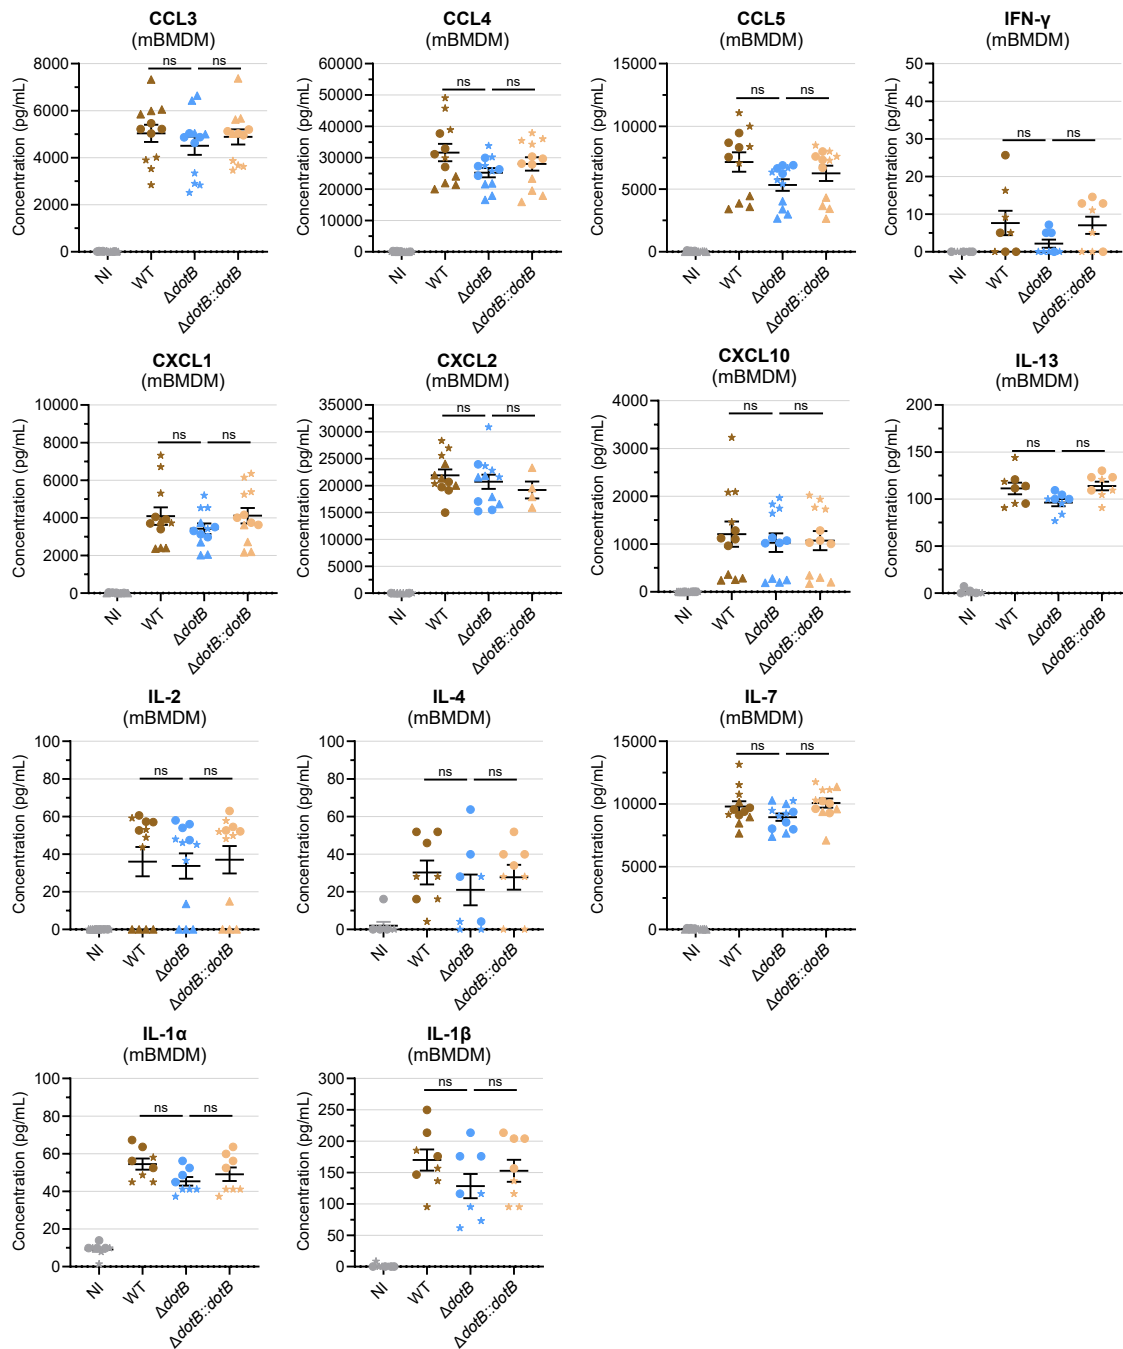 CCL3
(mBMDM)
Concentration (pg/mL)
8000
6000
4000
2000
0
ns
ns
NI
WT
ΔdotB
ΔdotB::dotB
CCL4
(mBMDM)
Concentration (pg/mL)
60000
50000
40000
30000
20000
10000
0
ns
ns
NI
WT
ΔdotB
ΔdotB::dotB
CCL5
(mBMDM)
Concentration (pg/mL)
15000
10000
5000
0
ns
ns
NI
WT
ΔdotB
ΔdotB::dotB
IFN-γ
(mBMDM)
Concentration (pg/mL)
50
40
30
20
10
0
ns
ns
NI
WT
ΔdotB
ΔdotB::dotB
CXCL1
(mBMDM)
Concentration (pg/mL)
10000
8000
6000
4000
2000
0
ns
ns
NI
WT
ΔdotB
ΔdotB::dotB
CXCL2
(mBMDM)
Concentration (pg/mL)
35000
30000
25000
20000
15000
10000
5000
0
ns
ns
NI
WT
ΔdotB
ΔdotB::dotB
CXCL10
(mBMDM)
Concentration (pg/mL)
4000
3000
2000
1000
0
ns
ns
NI
WT
ΔdotB
ΔdotB::dotB
IL-13
(mBMDM)
Concentration (pg/mL)
200
150
100
50
0
ns
ns
NI
WT
ΔdotB
ΔdotB::dotB
IL-2
(mBMDM)
Concentration (pg/mL)
100
80
60
40
20
0
ns
ns
NI
WT
ΔdotB
ΔdotB::dotB
IL-4
(mBMDM)
Concentration (pg/mL)
100
80
60
40
20
0
ns
ns
NI
WT
ΔdotB
ΔdotB::dotB
IL-7
(mBMDM)
Concentration (pg/mL)
15000
10000
5000
0
ns
ns
NI
WT
ΔdotB
ΔdotB::dotB
IL-1α
(mBMDM)
Concentration (pg/mL)
100
80
60
40
20
0
ns
ns
NI
WT
ΔdotB
ΔdotB::dotB
IL-1β
(mBMDM)
Concentration (pg/mL)
300
250
200
150
100
50
0
ns
ns
NI
WT
ΔdotB
ΔdotB::dotB